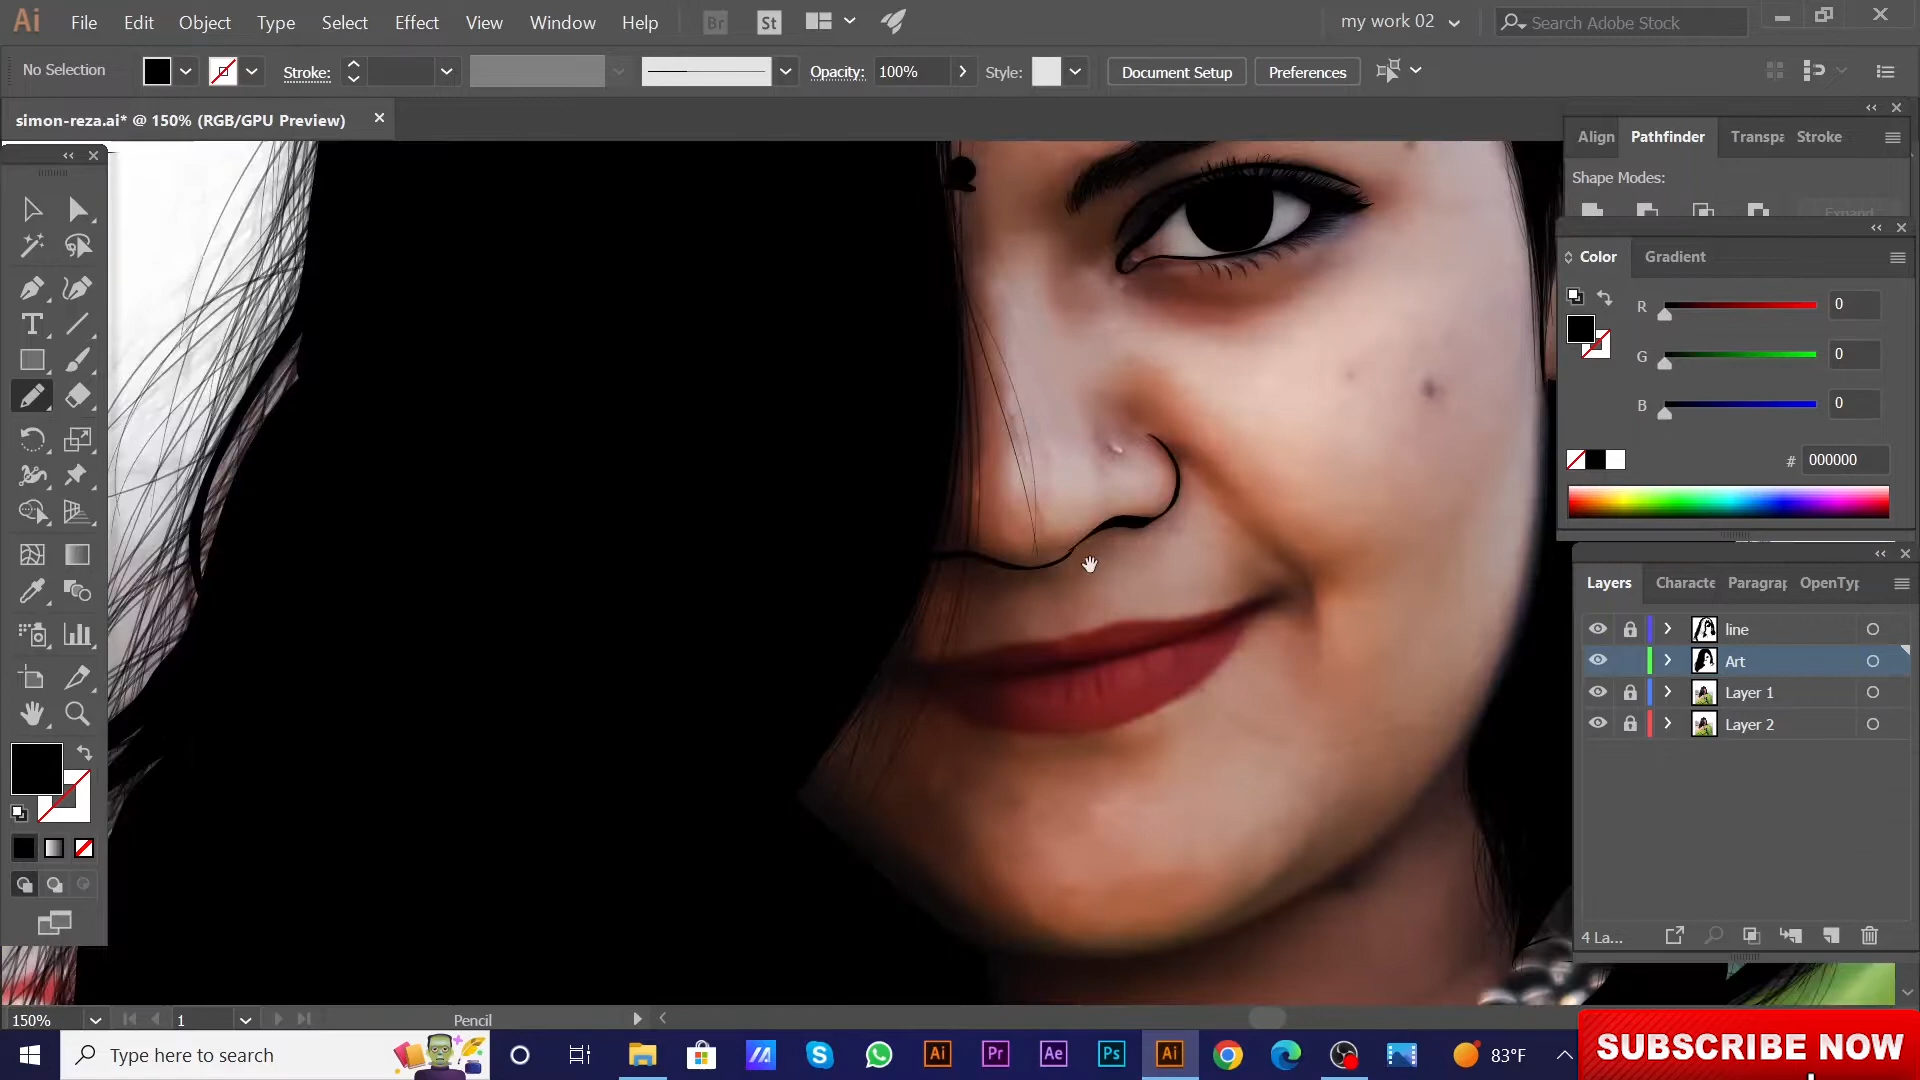 Ai File Edit Object Type Select Effect View Window Help Br St my work 02 Search Adobe Stock
No Selection Stroke: Opacity: 100% Style: Document Setup Preferences
simon-reza.ai* @ 150% (RGB/GPU Preview)
Align Pathfinder Transpa Stroke
Shape Modes:
Expand
Color Gradient
R 0
G 0
B 0
# 000000
Layers Characte Paragrap OpenTyp
line
Art
Layer 1
Layer 2
4 La...
150% 1 Pencil
Type here to search Ai Pr Ae Ps Ai 83°F
SUBSCRIBE NOW